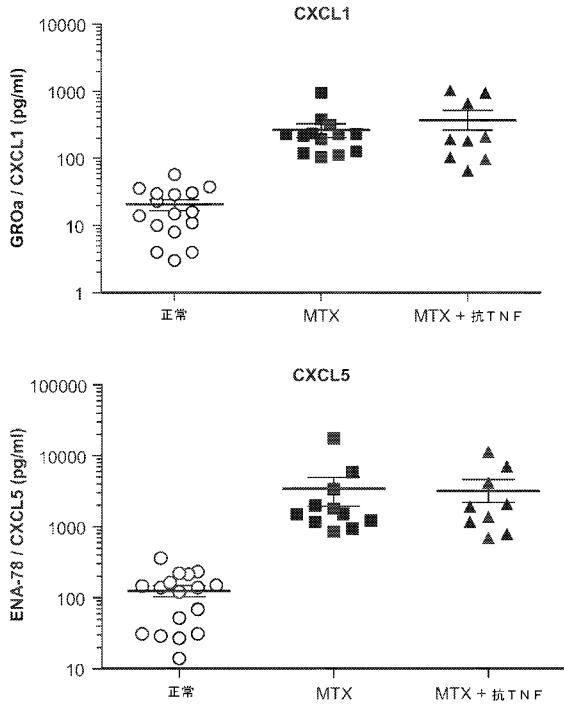 CXCL1
GROa / CXCL1 (pg/ml)
10000
1000
100
10
1
正常
MTX
MTX + 抗TNF
CXCL5
ENA-78 / CXCL5 (pg/ml)
100000
10000
1000
100
10
正常
MTX
MTX + 抗TNF